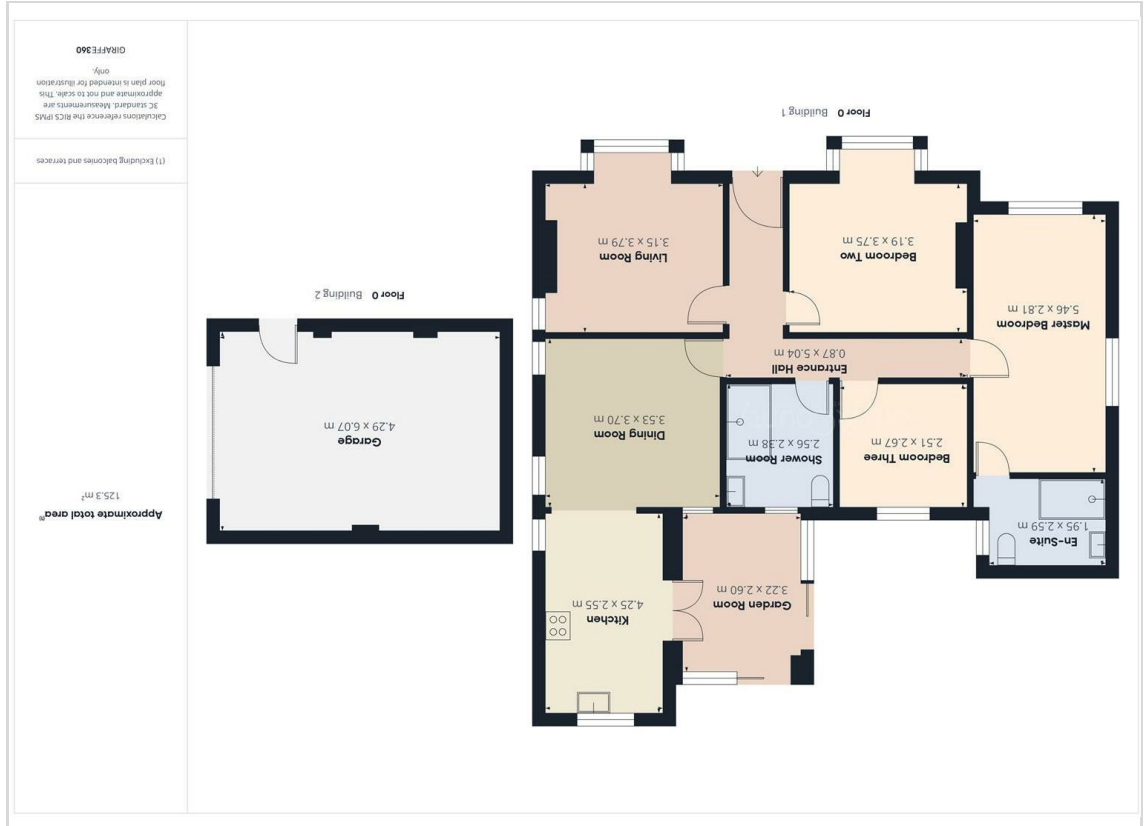 Kitchen
4.25 x 2.55 m
Garden Room
3.22 x 2.60 m
En-Suite
1.95 x 2.59 m
Bedroom Three
2.51 x 2.67 m
Shower Room
2.56 x 2.38 m
Dining Room
3.53 x 3.70 m
Garage
4.29 x 6.07 m
Entrance Hall
0.87 x 5.04 m
Master Bedroom
5.46 x 2.81 m
Bedroom Two
3.19 x 3.75 m
Living Room
3.15 x 3.79 m
Floor 0 Building 2
Floor 0 Building 1
Approximate total area⁽¹⁾
125.3 m²
(1) Excluding balconies and terraces
Calculations reference the RICS IPMS
3C standard. Measurements are
approximate and not to scale. This
floor plan is intended for illustration
only.
GIRAFFE360